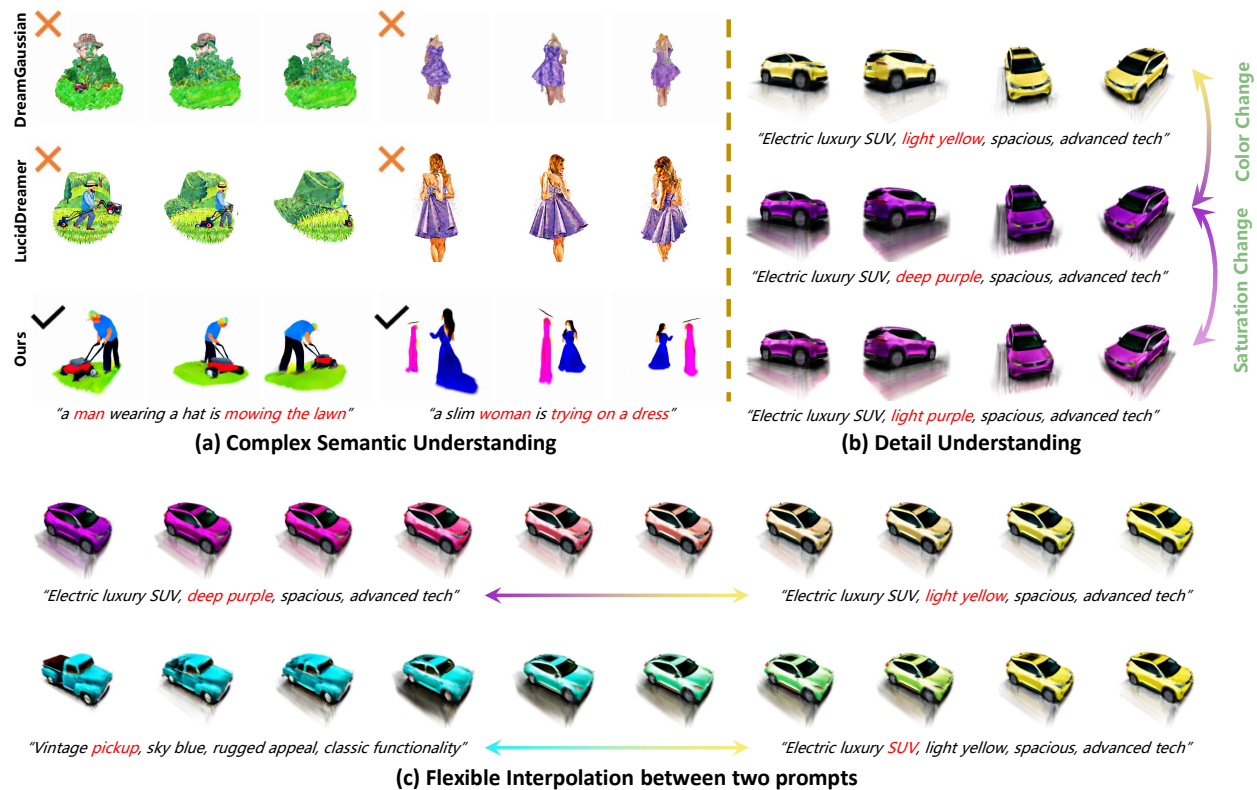 DreamGaussian
LucidDreamer
Ours
"a man wearing a hat is mowing the lawn"
"a slim woman is trying on a dress"
(a) Complex Semantic Understanding
"Electric luxury SUV, light yellow, spacious, advanced tech"
"Electric luxury SUV, deep purple, spacious, advanced tech"
"Electric luxury SUV, light purple, spacious, advanced tech"
Color Change
Saturation Change
(b) Detail Understanding
"Electric luxury SUV, deep purple, spacious, advanced tech"
"Electric luxury SUV, light yellow, spacious, advanced tech"
"Vintage pickup, sky blue, rugged appeal, classic functionality"
"Electric luxury SUV, light yellow, spacious, advanced tech"
(c) Flexible Interpolation between two prompts